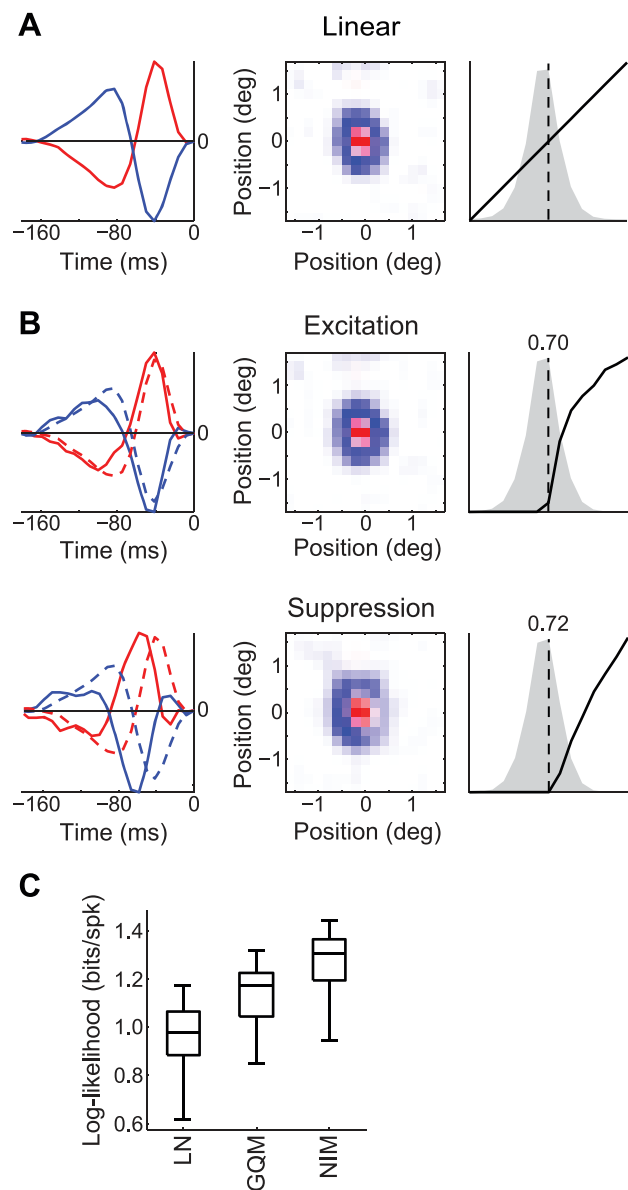 A
Linear
0
−160
−80
0
Time (ms)
Position (deg)
1
0
−1
−1
0
1
Position (deg)
B
Excitation
0
−160
−80
0
Time (ms)
Position (deg)
1
0
−1
−1
0
1
Position (deg)
0.70
Suppression
0
−160
−80
0
Time (ms)
Position (deg)
1
0
−1
−1
0
1
Position (deg)
0.72
C
Log-likelihood (bits/spk)
1.4
1.2
1.0
0.8
0.6
LN
GQM
NIM